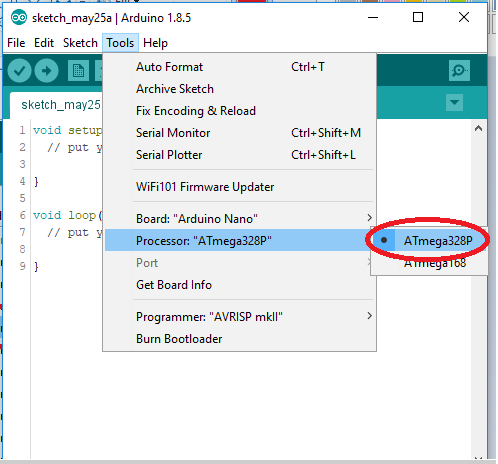 sketch_may25a | Arduino 1.8.5
File Edit Sketch Tools Help
sketch_may25
Auto Format Ctrl+T
Archive Sketch
Fix Encoding & Reload
Serial Monitor Ctrl+Shift+M
Serial Plotter Ctrl+Shift+L
WiFi101 Firmware Updater
Board: "Arduino Nano"
Processor: "ATmega328P"
Port
Get Board Info
Programmer: "AVRISP mkII"
Burn Bootloader
ATmega328P
ATmega168
1 void setup
2 // put y
3
4 }
5
6 void loop(
7 // put y
8
9 }